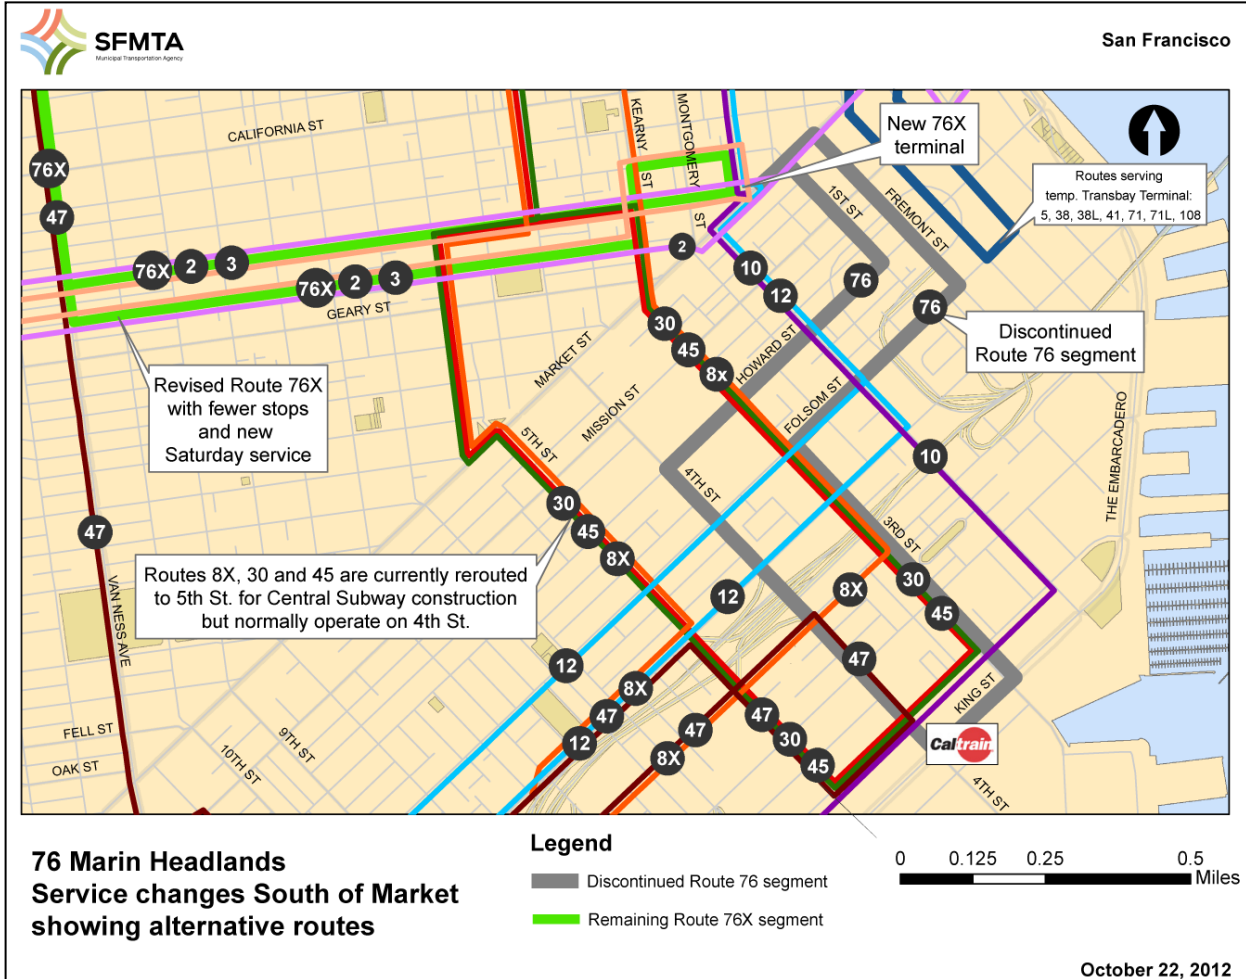 SFMTA
Municipal Transportation Agency
San Francisco
CALIFORNIA ST
KEARNY ST
MONTGOMERY ST
New 76X
terminal
76X
47
1ST ST
FREMONT ST
Routes serving
temp. Transbay Terminal:
5, 38, 38L, 41, 71, 71L, 108
76X
2
3
2
76X
2
3
GEARY ST
10
12
76
76
Discontinued
Route 76 segment
30
45
8x
HOWARD ST
MARKET ST
MISSION ST
FOLSOM ST
Revised Route 76X
with fewer stops
and new
Saturday service
5TH ST
4TH ST
10
THE EMBARCADERO
47
30
45
8X
3RD ST
Routes 8X, 30 and 45 are currently rerouted
to 5th St. for Central Subway construction
but normally operate on 4th St.
VAN NESS AVE
12
8X
30
45
12
47
8X
47
12
47
8X
47
30
45
KING ST
Caltrain
4TH ST
FELL ST
OAK ST
9TH ST
10TH ST
76 Marin Headlands
Service changes South of Market
showing alternative routes
Legend
Discontinued Route 76 segment
Remaining Route 76X segment
0 0.125 0.25 0.5
Miles
October 22, 2012